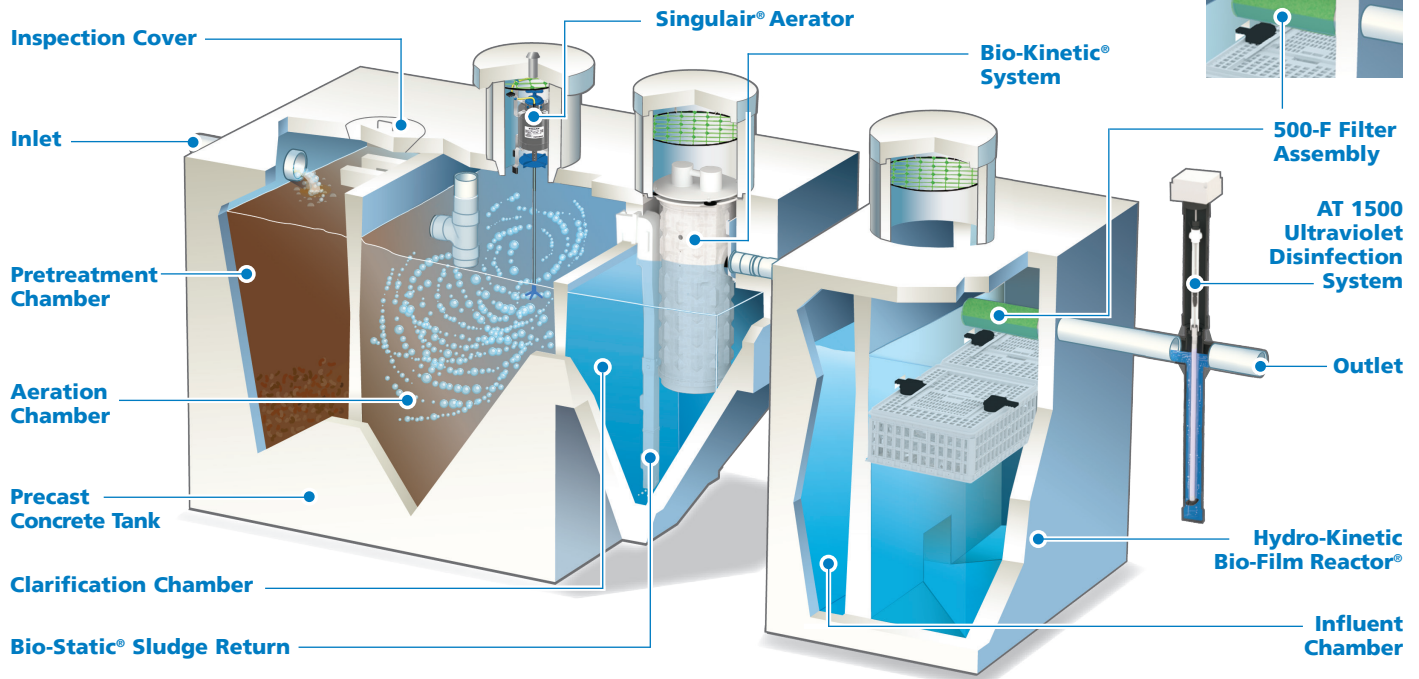 Singulair® Aerator
Inspection Cover
Bio-Kinetic®
System
Inlet
500-F Filter
Assembly
AT 1500
Ultraviolet
Disinfection
System
Pretreatment
Chamber
Outlet
Aeration
Chamber
Precast
Concrete Tank
Hydro-Kinetic
Bio-Film Reactor®
Clarification Chamber
Influent
Chamber
Bio-Static® Sludge Return